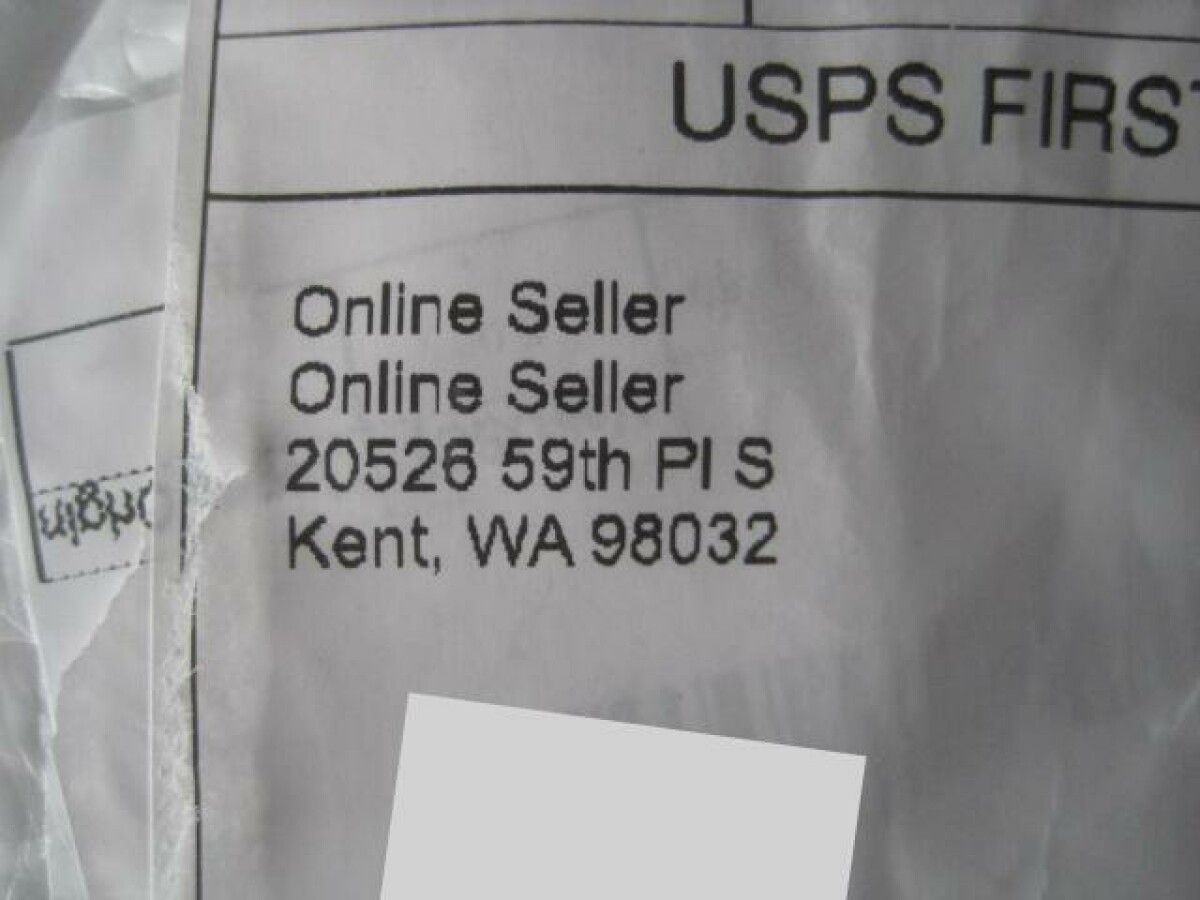 USPS FIRST
Online Seller
Online Seller
20526 59th Pl S
Kent, WA 98032